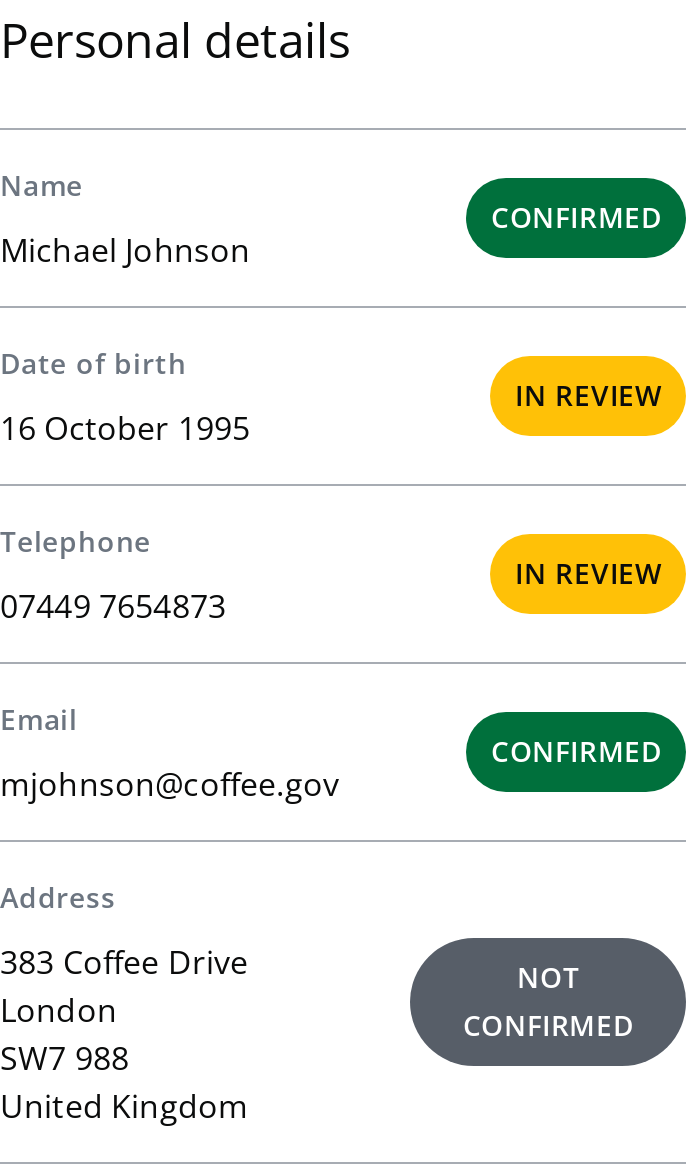 Personal details
Name
Michael Johnson
CONFIRMED
Date of birth
16 October 1995
IN REVIEW
Telephone
07449 7654873
IN REVIEW
Email
mjohnson@coffee.gov
CONFIRMED
Address
383 Coffee Drive
London
SW7 988
United Kingdom
NOT
CONFIRMED